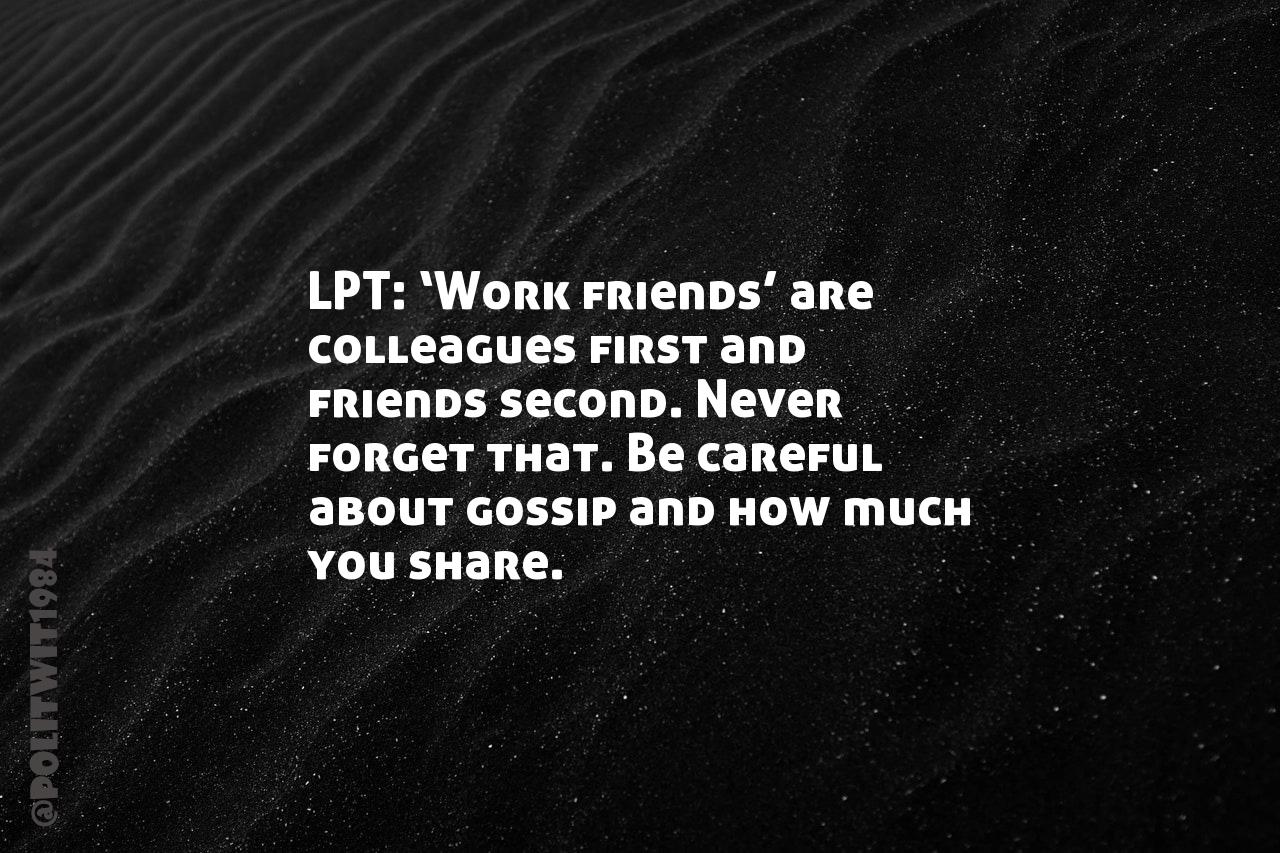 LPT: ‘Work friends’ are
colleagues first and
friends second. Never
forget that. Be careful
about gossip and how much
you share.
@POLITWIT1984